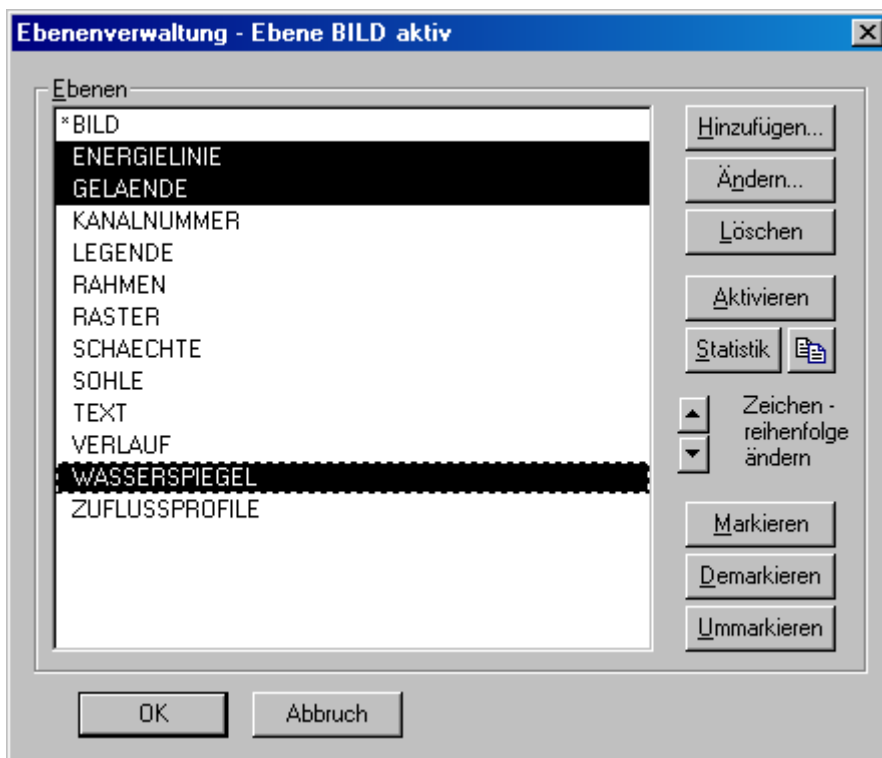 Ebenenverwaltung - Ebene BILD aktiv
Ebenen
*BILD
ENERGIELINIE
GELAENDE
KANALNUMMER
LEGENDE
RAHMEN
RASTER
SCHAECHTE
SOHLE
TEXT
VERLAUF
WASSERSPIEGEL
ZUFLUSSPROFILE
Hinzufügen...
Ändern...
Löschen
Aktivieren
Statistik
Zeichen -
reihenfolge
ändern
Markieren
Demarkieren
Ummarkieren
OK
Abbruch